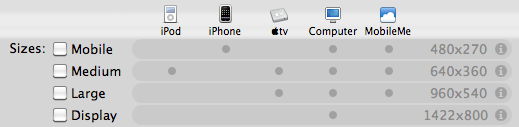 iPod iPhone tv Computer MobileMe
Sizes: Mobile 480x270
Medium 640x360
Large 960x540
Display 1422x800